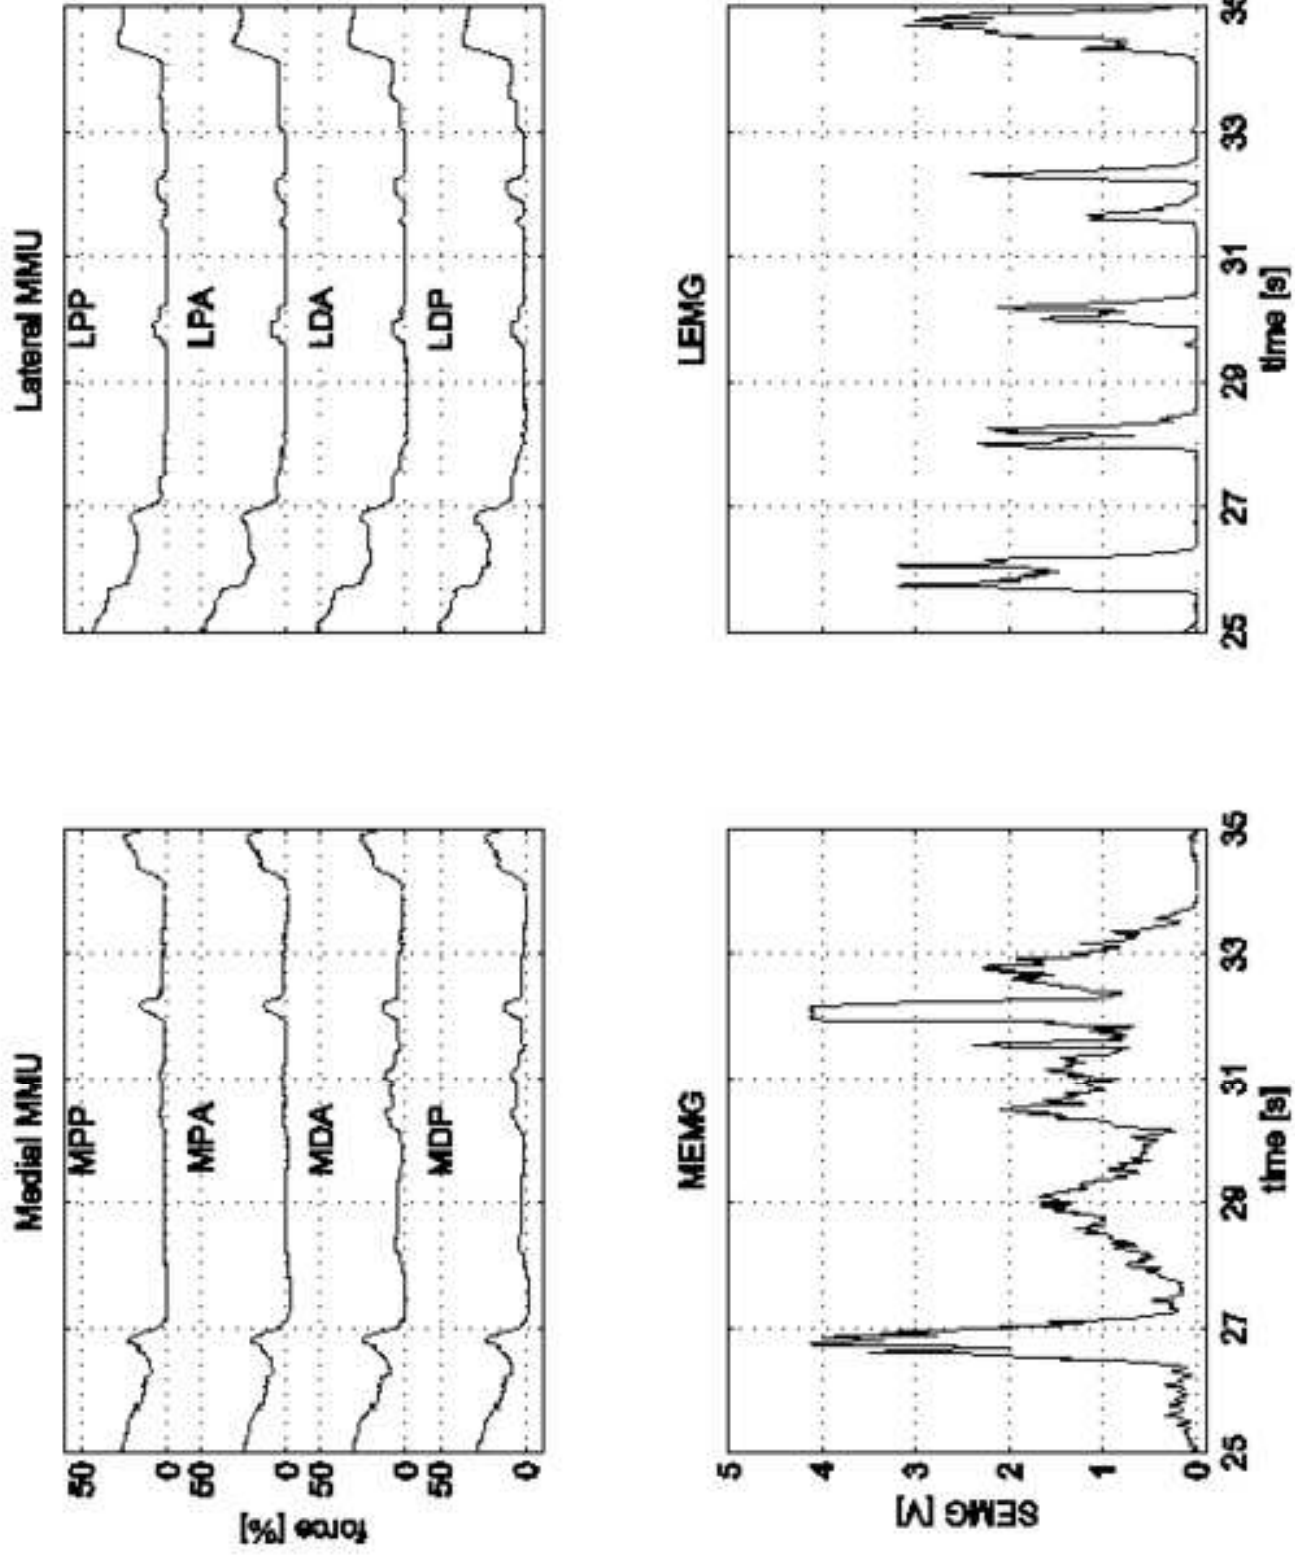 Medial MMU
Lateral MMU
force [%]
50
MPP
0
50
MPA
0
50
MDA
0
50
MDP
0
LPP
LPA
LDA
LDP
MEMG
LEMG
SEMG [V]
5
4
3
2
1
0
25 27 29 31 33 35
time [s]
25 27 29 31 33 35
time [s]